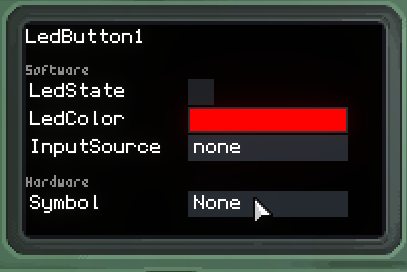 LedButton1
Software
LedState
LedColor
InputSource none
Hardware
Symbol None